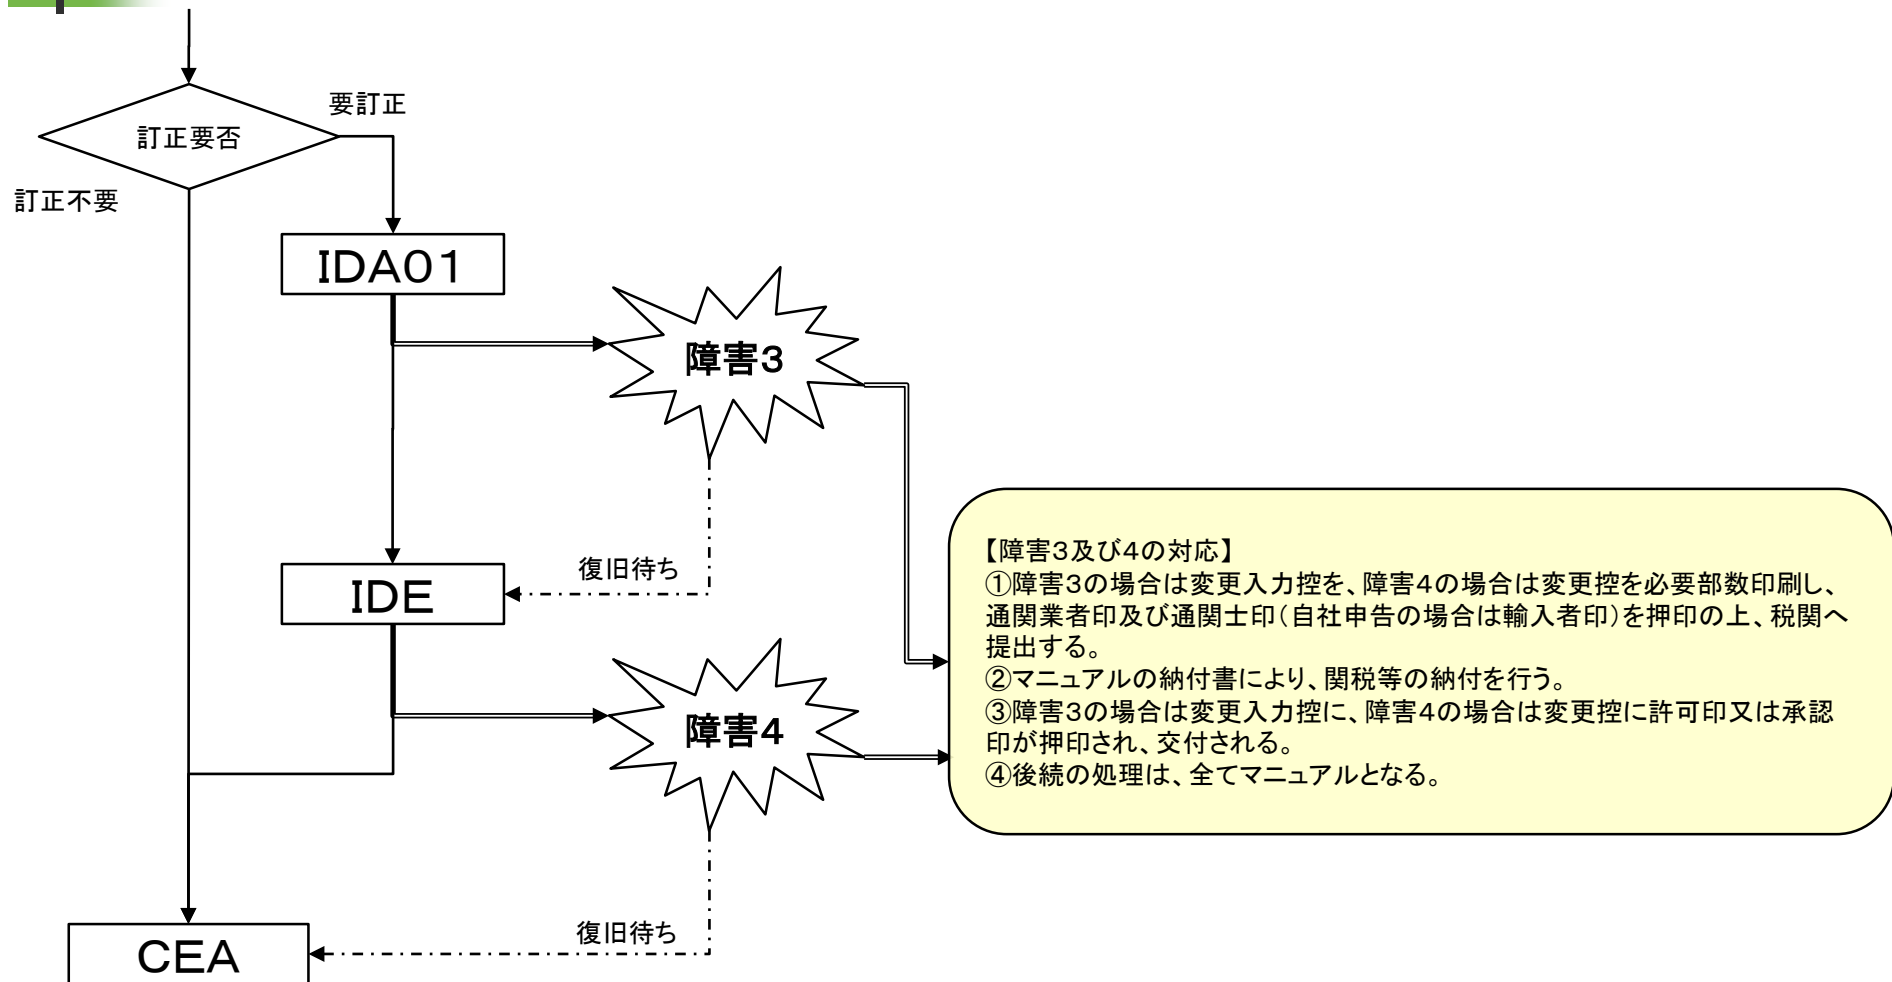 要訂正
訂正要否
訂正不要
IDA01
障害3
【障害3及び4の対応】
①障害3の場合は変更入力控を、障害4の場合は変更控を必要部数印刷し、
通関業者印及び通関士印(自社申告の場合は輸入者印)を押印の上、税関へ
提出する。
②マニュアルの納付書により、関税等の納付を行う。
③障害3の場合は変更入力控に、障害4の場合は変更控に許可印又は承認
印が押印され、交付される。
④後続の処理は、全てマニュアルとなる。
復旧待ち
IDE
障害4
復旧待ち
CEA